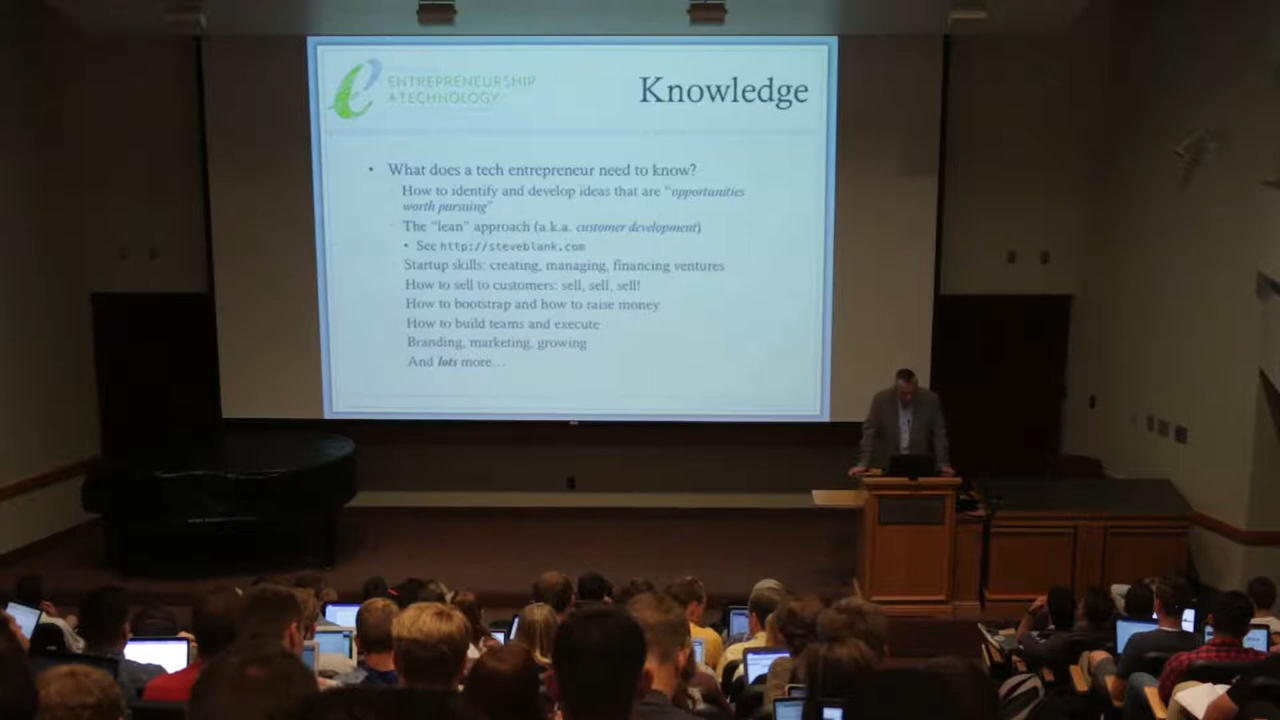 ENTREPRENEURSHIP
&TECHNOLOGY
Knowledge
• What does a tech entrepreneur need to know?
How to identify and develop ideas that are “opportunities
worth pursuing”
The “lean” approach (a.k.a. customer development)
• See http://steveblank.com
Startup skills: creating, managing, financing ventures
How to sell to customers: sell, sell, sell!
How to bootstrap and how to raise money
How to build teams and execute
Branding, marketing, growing
And lots more…